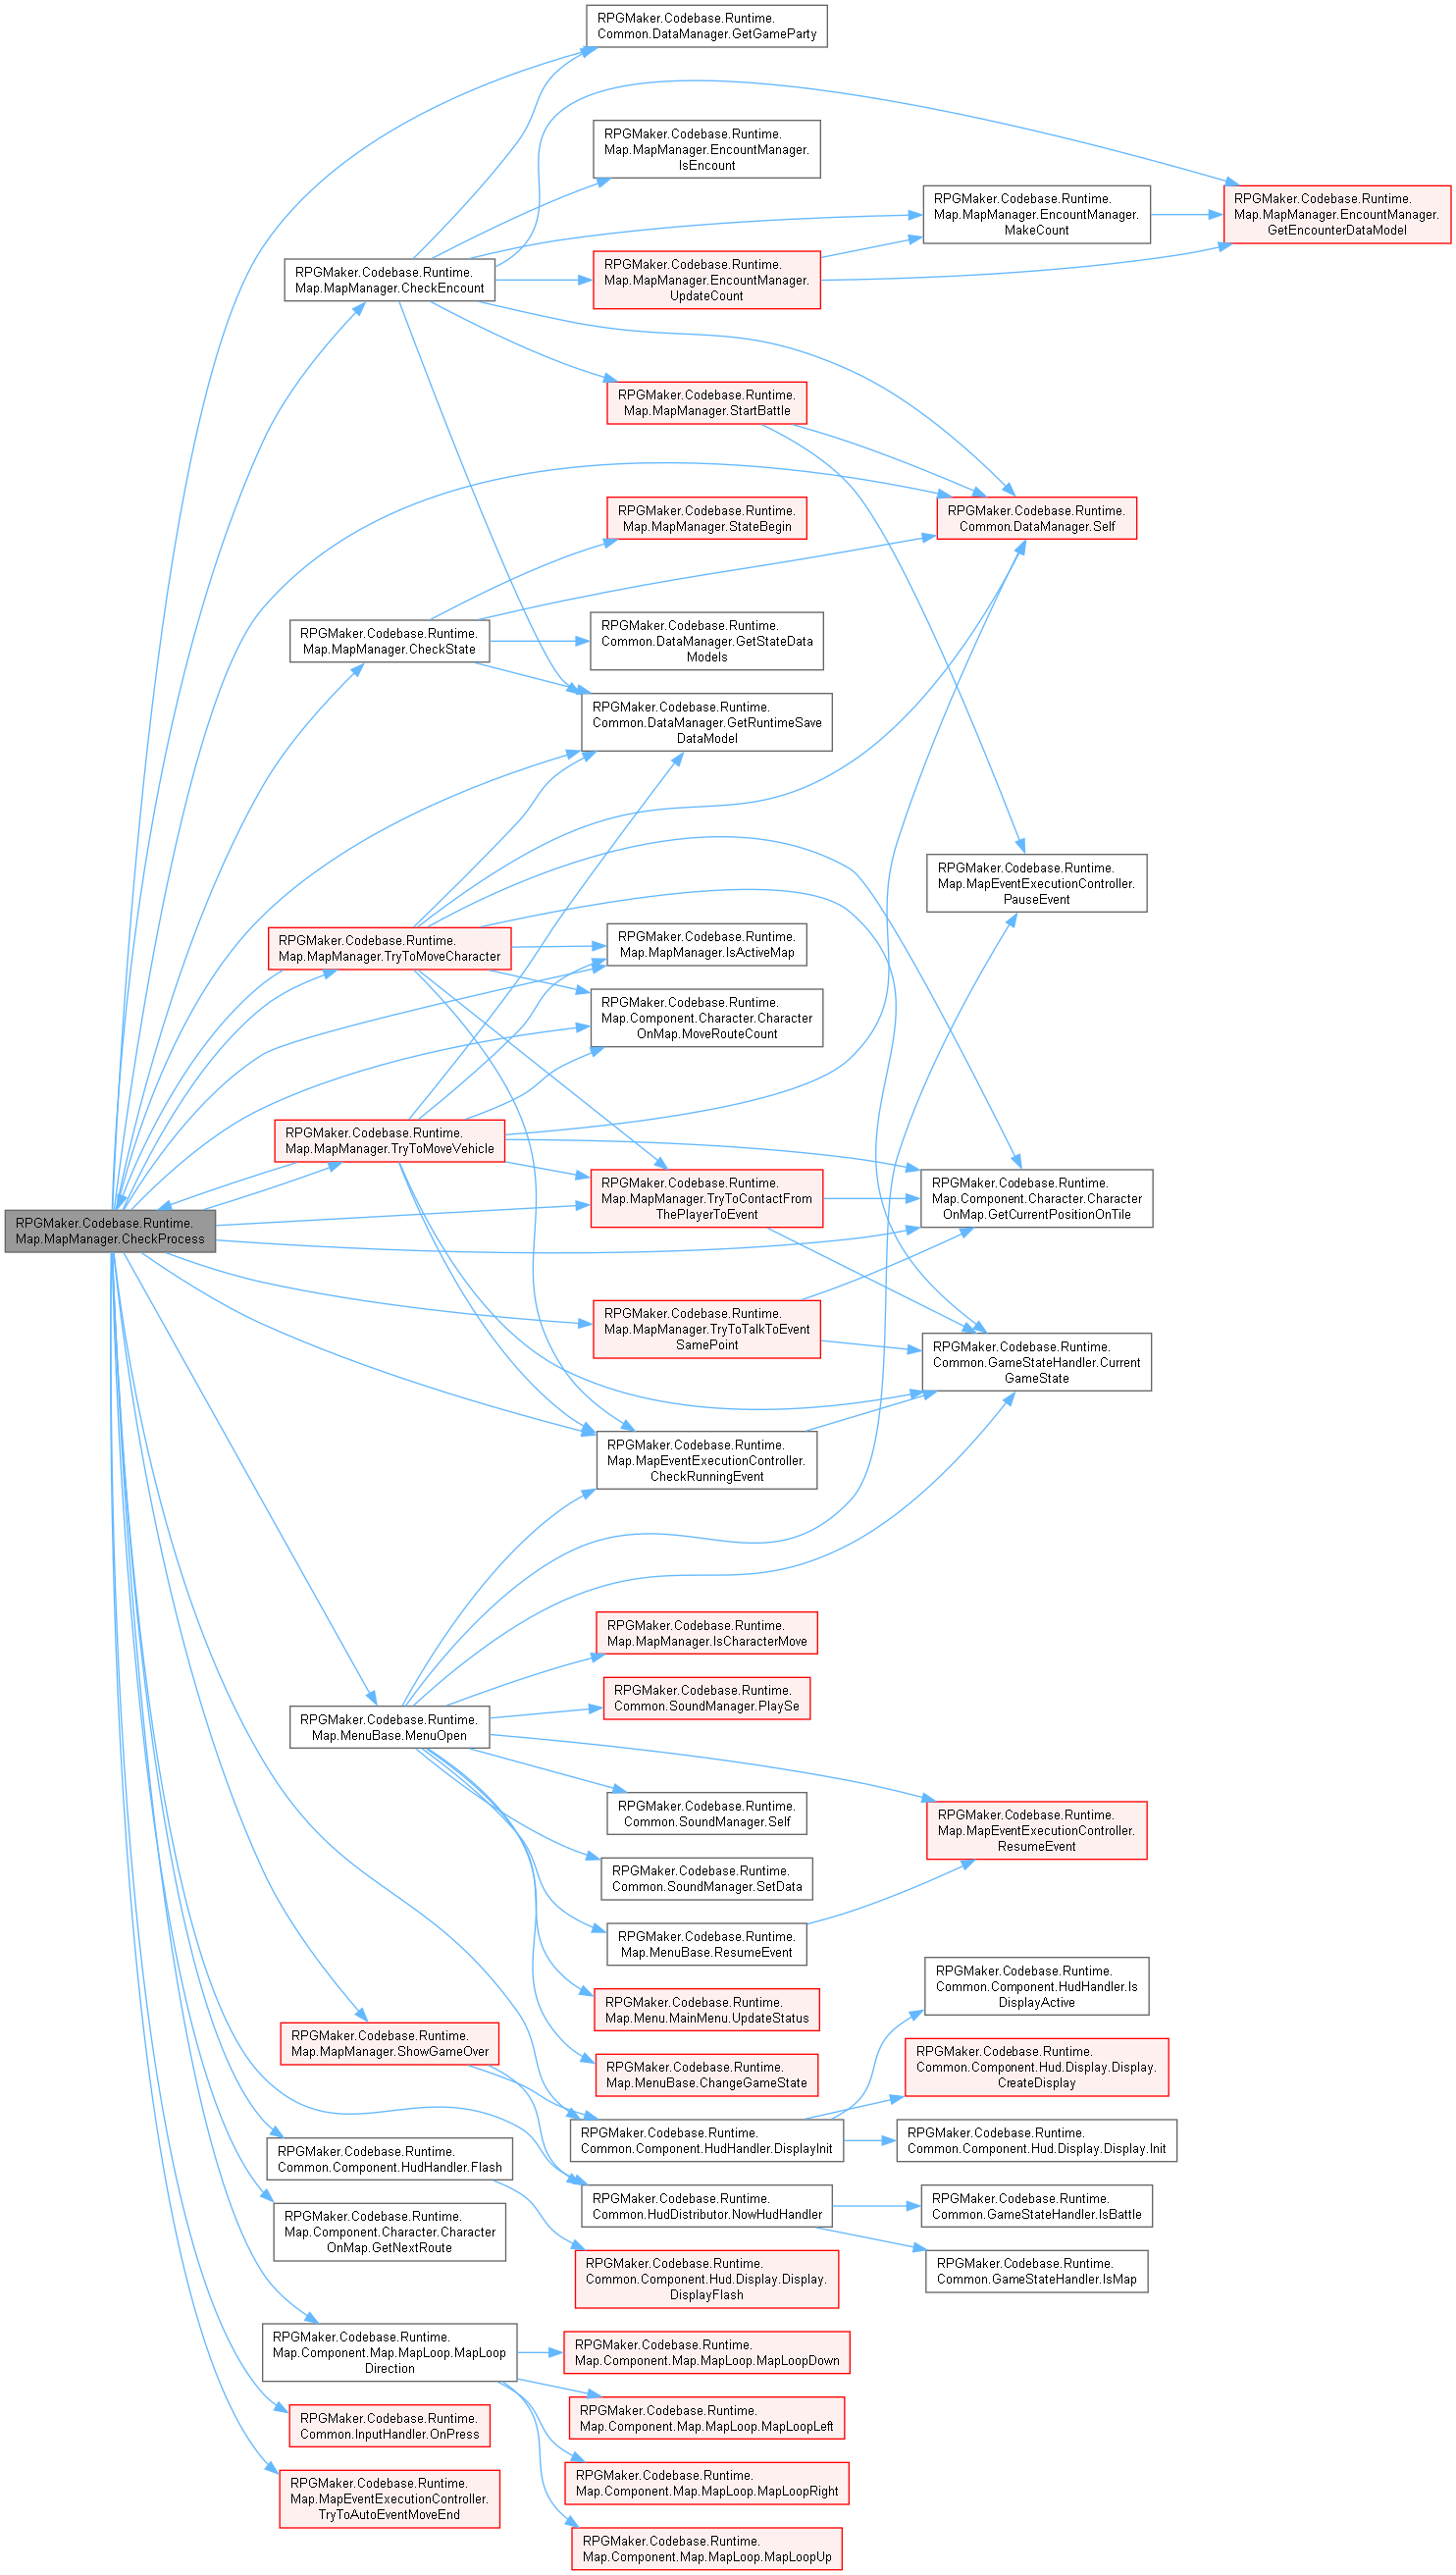 RPGMaker.Codebase.Runtime.
Common.DataManager.GetGameParty
RPGMaker.Codebase.Runtime.
Map.MapManager.EncountManager.
IsEncount
RPGMaker.Codebase.Runtime.
Map.MapManager.EncountManager.
MakeCount
RPGMaker.Codebase.Runtime.
Map.MapManager.EncountManager.
GetEncounterDataModel
RPGMaker.Codebase.Runtime.
Map.MapManager.CheckEncount
RPGMaker.Codebase.Runtime.
Map.MapManager.EncountManager.
UpdateCount
RPGMaker.Codebase.Runtime.
Map.MapManager.StartBattle
RPGMaker.Codebase.Runtime.
Map.MapManager.StateBegin
RPGMaker.Codebase.Runtime.
Common.DataManager.Self
RPGMaker.Codebase.Runtime.
Map.MapManager.CheckState
RPGMaker.Codebase.Runtime.
Common.DataManager.GetStateData
Models
RPGMaker.Codebase.Runtime.
Common.DataManager.GetRuntimeSave
DataModel
RPGMaker.Codebase.Runtime.
Map.MapEventExecutionController.
PauseEvent
RPGMaker.Codebase.Runtime.
Map.MapManager.TryToMoveCharacter
RPGMaker.Codebase.Runtime.
Map.MapManager.IsActiveMap
RPGMaker.Codebase.Runtime.
Map.Component.Character.Character
OnMap.MoveRouteCount
RPGMaker.Codebase.Runtime.
Map.MapManager.TryToMoveVehicle
RPGMaker.Codebase.Runtime.
Map.MapManager.TryToContactFrom
ThePlayerToEvent
RPGMaker.Codebase.Runtime.
Map.Component.Character.Character
OnMap.GetCurrentPositionOnTile
RPGMaker.Codebase.Runtime.
Map.MapManager.CheckProcess
RPGMaker.Codebase.Runtime.
Map.MapManager.TryToTalkToEvent
SamePoint
RPGMaker.Codebase.Runtime.
Common.GameStateHandler.Current
GameState
RPGMaker.Codebase.Runtime.
Map.MapEventExecutionController.
CheckRunningEvent
RPGMaker.Codebase.Runtime.
Map.MapManager.IsCharacterMove
RPGMaker.Codebase.Runtime.
Common.SoundManager.PlaySe
RPGMaker.Codebase.Runtime.
Map.MenuBase.MenuOpen
RPGMaker.Codebase.Runtime.
Common.SoundManager.Self
RPGMaker.Codebase.Runtime.
Map.MapEventExecutionController.
ResumeEvent
RPGMaker.Codebase.Runtime.
Common.SoundManager.SetData
RPGMaker.Codebase.Runtime.
Map.MenuBase.ResumeEvent
RPGMaker.Codebase.Runtime.
Common.Component.HudHandler.Is
DisplayActive
RPGMaker.Codebase.Runtime.
Map.Menu.MainMenu.UpdateStatus
RPGMaker.Codebase.Runtime.
Map.MapManager.ShowGameOver
RPGMaker.Codebase.Runtime.
Map.MenuBase.ChangeGameState
RPGMaker.Codebase.Runtime.
Common.Component.Hud.Display.Display.
CreateDisplay
RPGMaker.Codebase.Runtime.
Common.Component.HudHandler.DisplayInit
RPGMaker.Codebase.Runtime.
Common.Component.Hud.Display.Display.Init
RPGMaker.Codebase.Runtime.
Common.Component.HudHandler.Flash
RPGMaker.Codebase.Runtime.
Common.HudDistributor.NowHudHandler
RPGMaker.Codebase.Runtime.
Common.GameStateHandler.IsBattle
RPGMaker.Codebase.Runtime.
Map.Component.Character.Character
OnMap.GetNextRoute
RPGMaker.Codebase.Runtime.
Common.Component.Hud.Display.Display.
DisplayFlash
RPGMaker.Codebase.Runtime.
Common.GameStateHandler.IsMap
RPGMaker.Codebase.Runtime.
Map.Component.Map.MapLoop.MapLoop
Direction
RPGMaker.Codebase.Runtime.
Map.Component.Map.MapLoop.MapLoopDown
RPGMaker.Codebase.Runtime.
Map.Component.Map.MapLoop.MapLoopLeft
RPGMaker.Codebase.Runtime.
Common.InputHandler.OnPress
RPGMaker.Codebase.Runtime.
Map.Component.Map.MapLoop.MapLoopRight
RPGMaker.Codebase.Runtime.
Map.MapEventExecutionController.
TryToAutoEventMoveEnd
RPGMaker.Codebase.Runtime.
Map.Component.Map.MapLoop.MapLoopUp